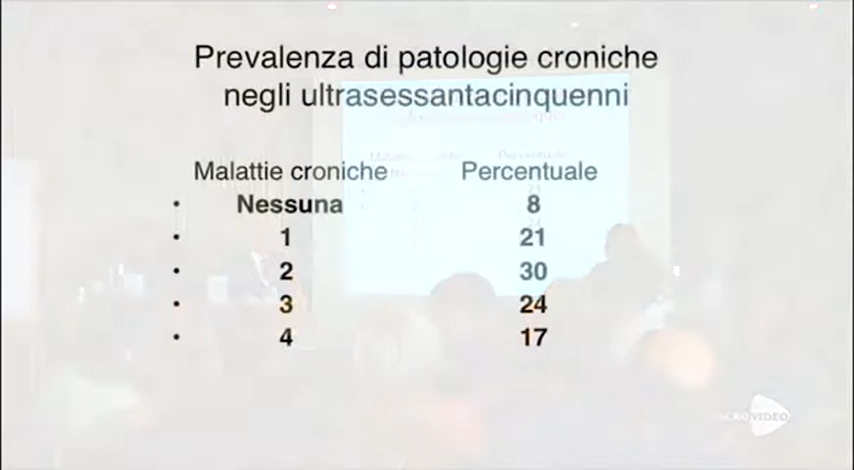 Prevalenza di patologie croniche
negli ultrasessantacinquenni
Malattie croniche Percentuale
• Nessuna 8
• 1 21
• 2 30
• 3 24
• 4 17
VIDEO